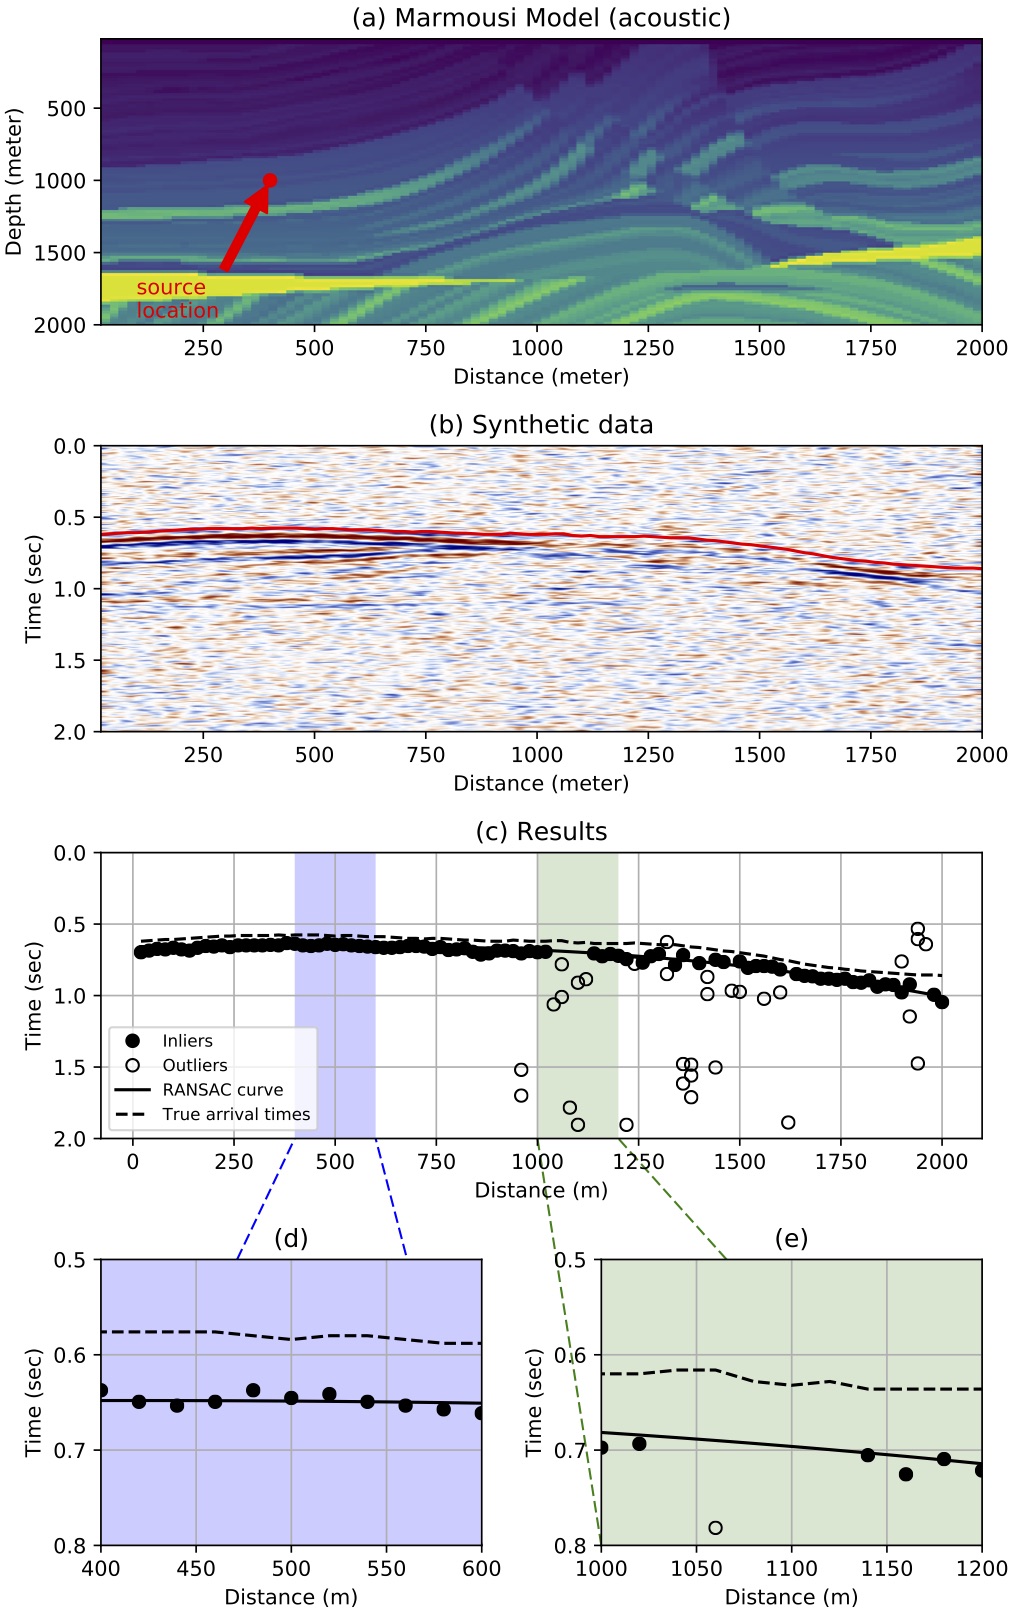 (a) Marmousi Model (acoustic)
Depth (meter)
500
1000
1500
2000
source
location
250 500 750 1000 1250 1500 1750 2000
Distance (meter)
(b) Synthetic data
Time (sec)
0.0
0.5
1.0
1.5
2.0
250 500 750 1000 1250 1500 1750 2000
Distance (meter)
(c) Results
Time (sec)
0.0
0.5
1.0
1.5
2.0
Inliers
Outliers
RANSAC curve
True arrival times
0 250 500 750 1000 1250 1500 1750 2000
Distance (m)
(d)
Time (sec)
0.5
0.6
0.7
0.8
400 450 500 550 600
Distance (m)
(e)
Time (sec)
0.5
0.6
0.7
0.8
1000 1050 1100 1150 1200
Distance (m)